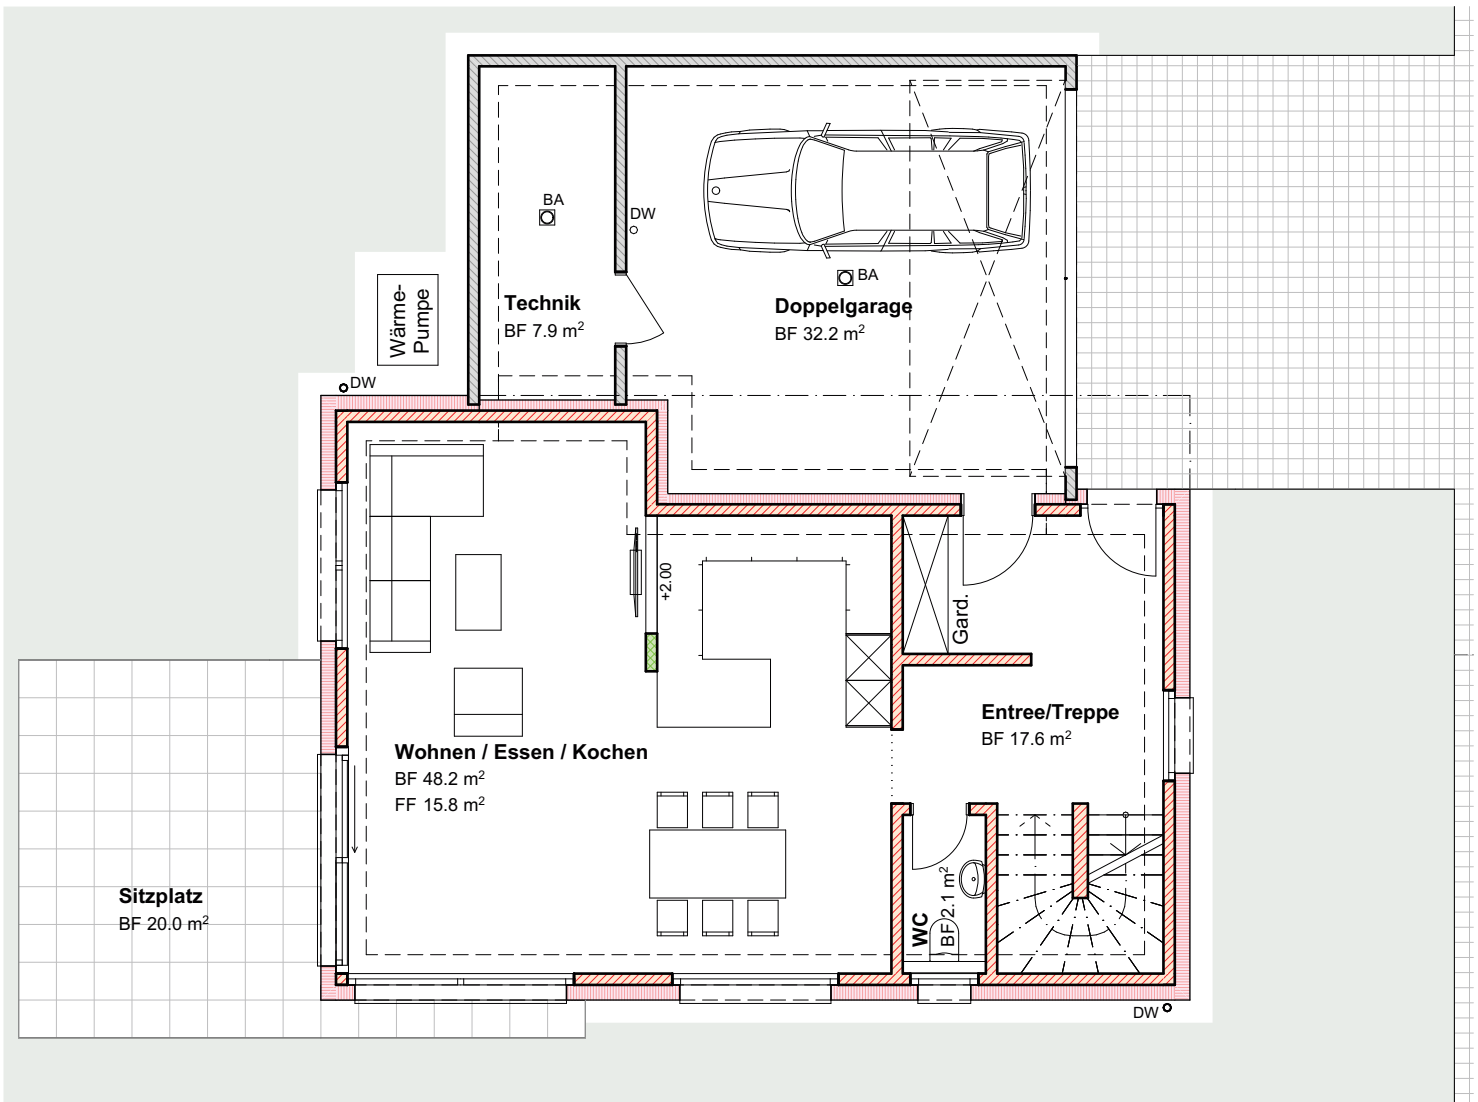 BA
DW
Technik
BF 7.9 m²
BA
Doppelgarage
BF 32.2 m²
Wärme-
Pumpe
DW
+2.00
Gard.
Entree/Treppe
BF 17.6 m²
Wohnen / Essen / Kochen
BF 48.2 m²
FF 15.8 m²
Sitzplatz
BF 20.0 m²
WC
BF 2.1 m²
DW